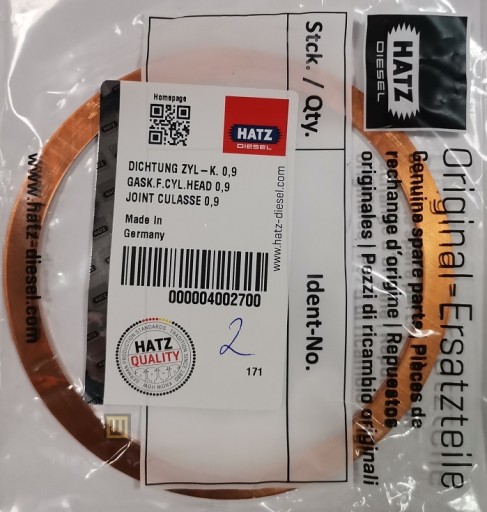 Stck. / Qty.
Ident-No.
HATZ
DIESEL
Original-Ersatzteile
Genuine spare parts | Pièces de
rechange d'origine | Repuestos
originales | Pezzi di ricambio originali
www.hatz-diesel.com
Homepage
HATZ
DIESEL
DICHTUNG ZYL-K. 0,9
GASK.F.CYL.HEAD 0,9
JOINT CULASSE 0,9
Made in
Germany
www.hatz-diesel.com
000004002700
HATZ
QUALITY
2
171